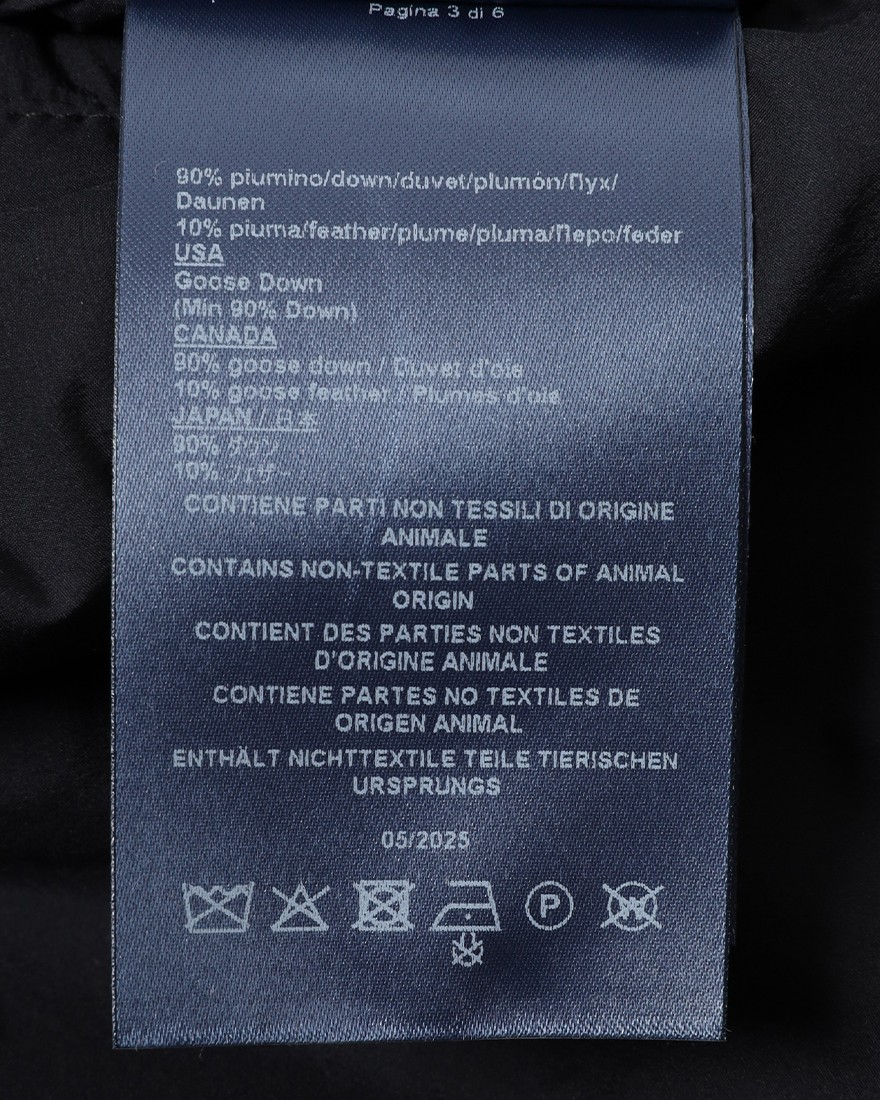 Pagina 3 di 6
90% piumino/down/duvet/plumón/Пух/
Daunen
10% piuma/feather/plume/pluma/Перо/feder
USA
Goose Down
(Min 90% Down)
CANADA
90% goose down / Duvet d'oie
10% goose feather / Plumes d'oie
JAPAN / 日本
90% ダウン
10% フェザー
CONTIENE PARTI NON TESSILI DI ORIGINE
ANIMALE
CONTAINS NON-TEXTILE PARTS OF ANIMAL
ORIGIN
CONTIENT DES PARTIES NON TEXTILES
D'ORIGINE ANIMALE
CONTIENE PARTES NO TEXTILES DE
ORIGEN ANIMAL
ENTHÄLT NICHTTEXTILE TEILE TIERISCHEN
URSPRUNGS
05/2025
P W